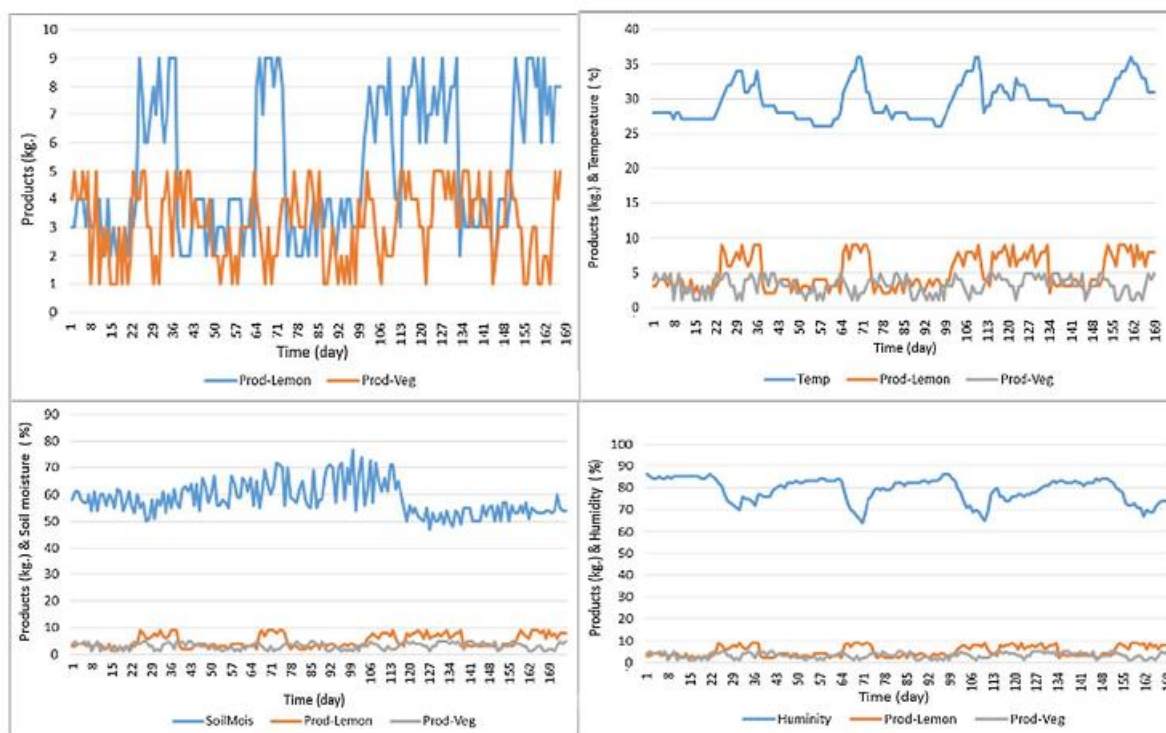 Products (kg.)
10
9
8
7
6
5
4
3
2
1
0
1 8 15 22 29 36 43 50 57 64 71 78 85 92 99 106 113 120 127 134 141 148 155 162 169
Time (day)
Prod-Lemon Prod-Veg
Products (kg.) & Temperature (°c)
40
35
30
25
20
15
10
5
0
1 8 15 22 29 36 43 50 57 64 71 78 85 92 99 106 113 120 127 134 141 148 155 162 169
Time (day)
Temp Prod-Lemon Prod-Veg
Products (kg.) & Soil moisture (%)
90
80
70
60
50
40
30
20
10
0
1 8 15 22 29 36 43 50 57 64 71 78 85 92 99 106 113 120 127 134 141 148 155 162 169
Time (day)
SoilMois Prod-Lemon Prod-Veg
Products (kg.) & Humidity (%)
100
90
80
70
60
50
40
30
20
10
0
1 8 15 22 29 36 43 50 57 64 71 78 85 92 99 106 113 120 127 134 141 148 155 162 169
Time (day)
Huminity Prod-Lemon Prod-Veg